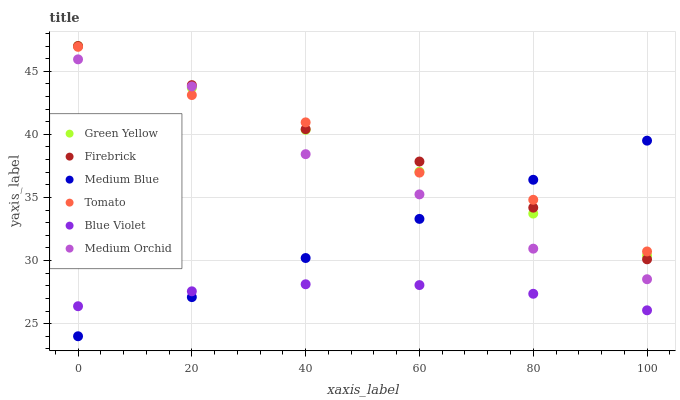 title
yaxis_label
45
40
35
30
25
Green Yellow
Firebrick
Medium Blue
Tomato
Blue Violet
Medium Orchid
0 20 40 60 80 100
xaxis_label